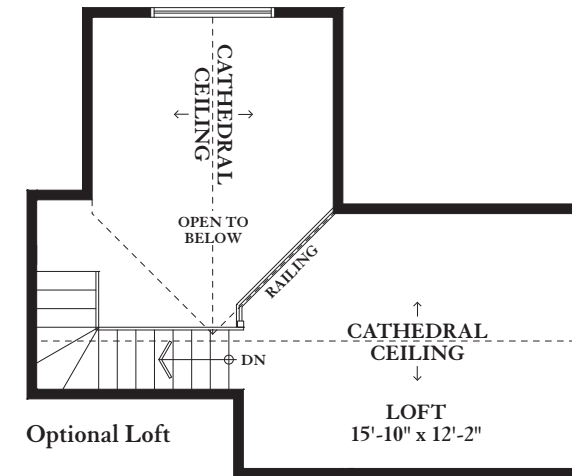 CATHEDRAL
CEILING
OPEN TO
BELOW
RAILING
CATHEDRAL
CEILING
DN
LOFT
15'-10" x 12'-2"
Optional Loft